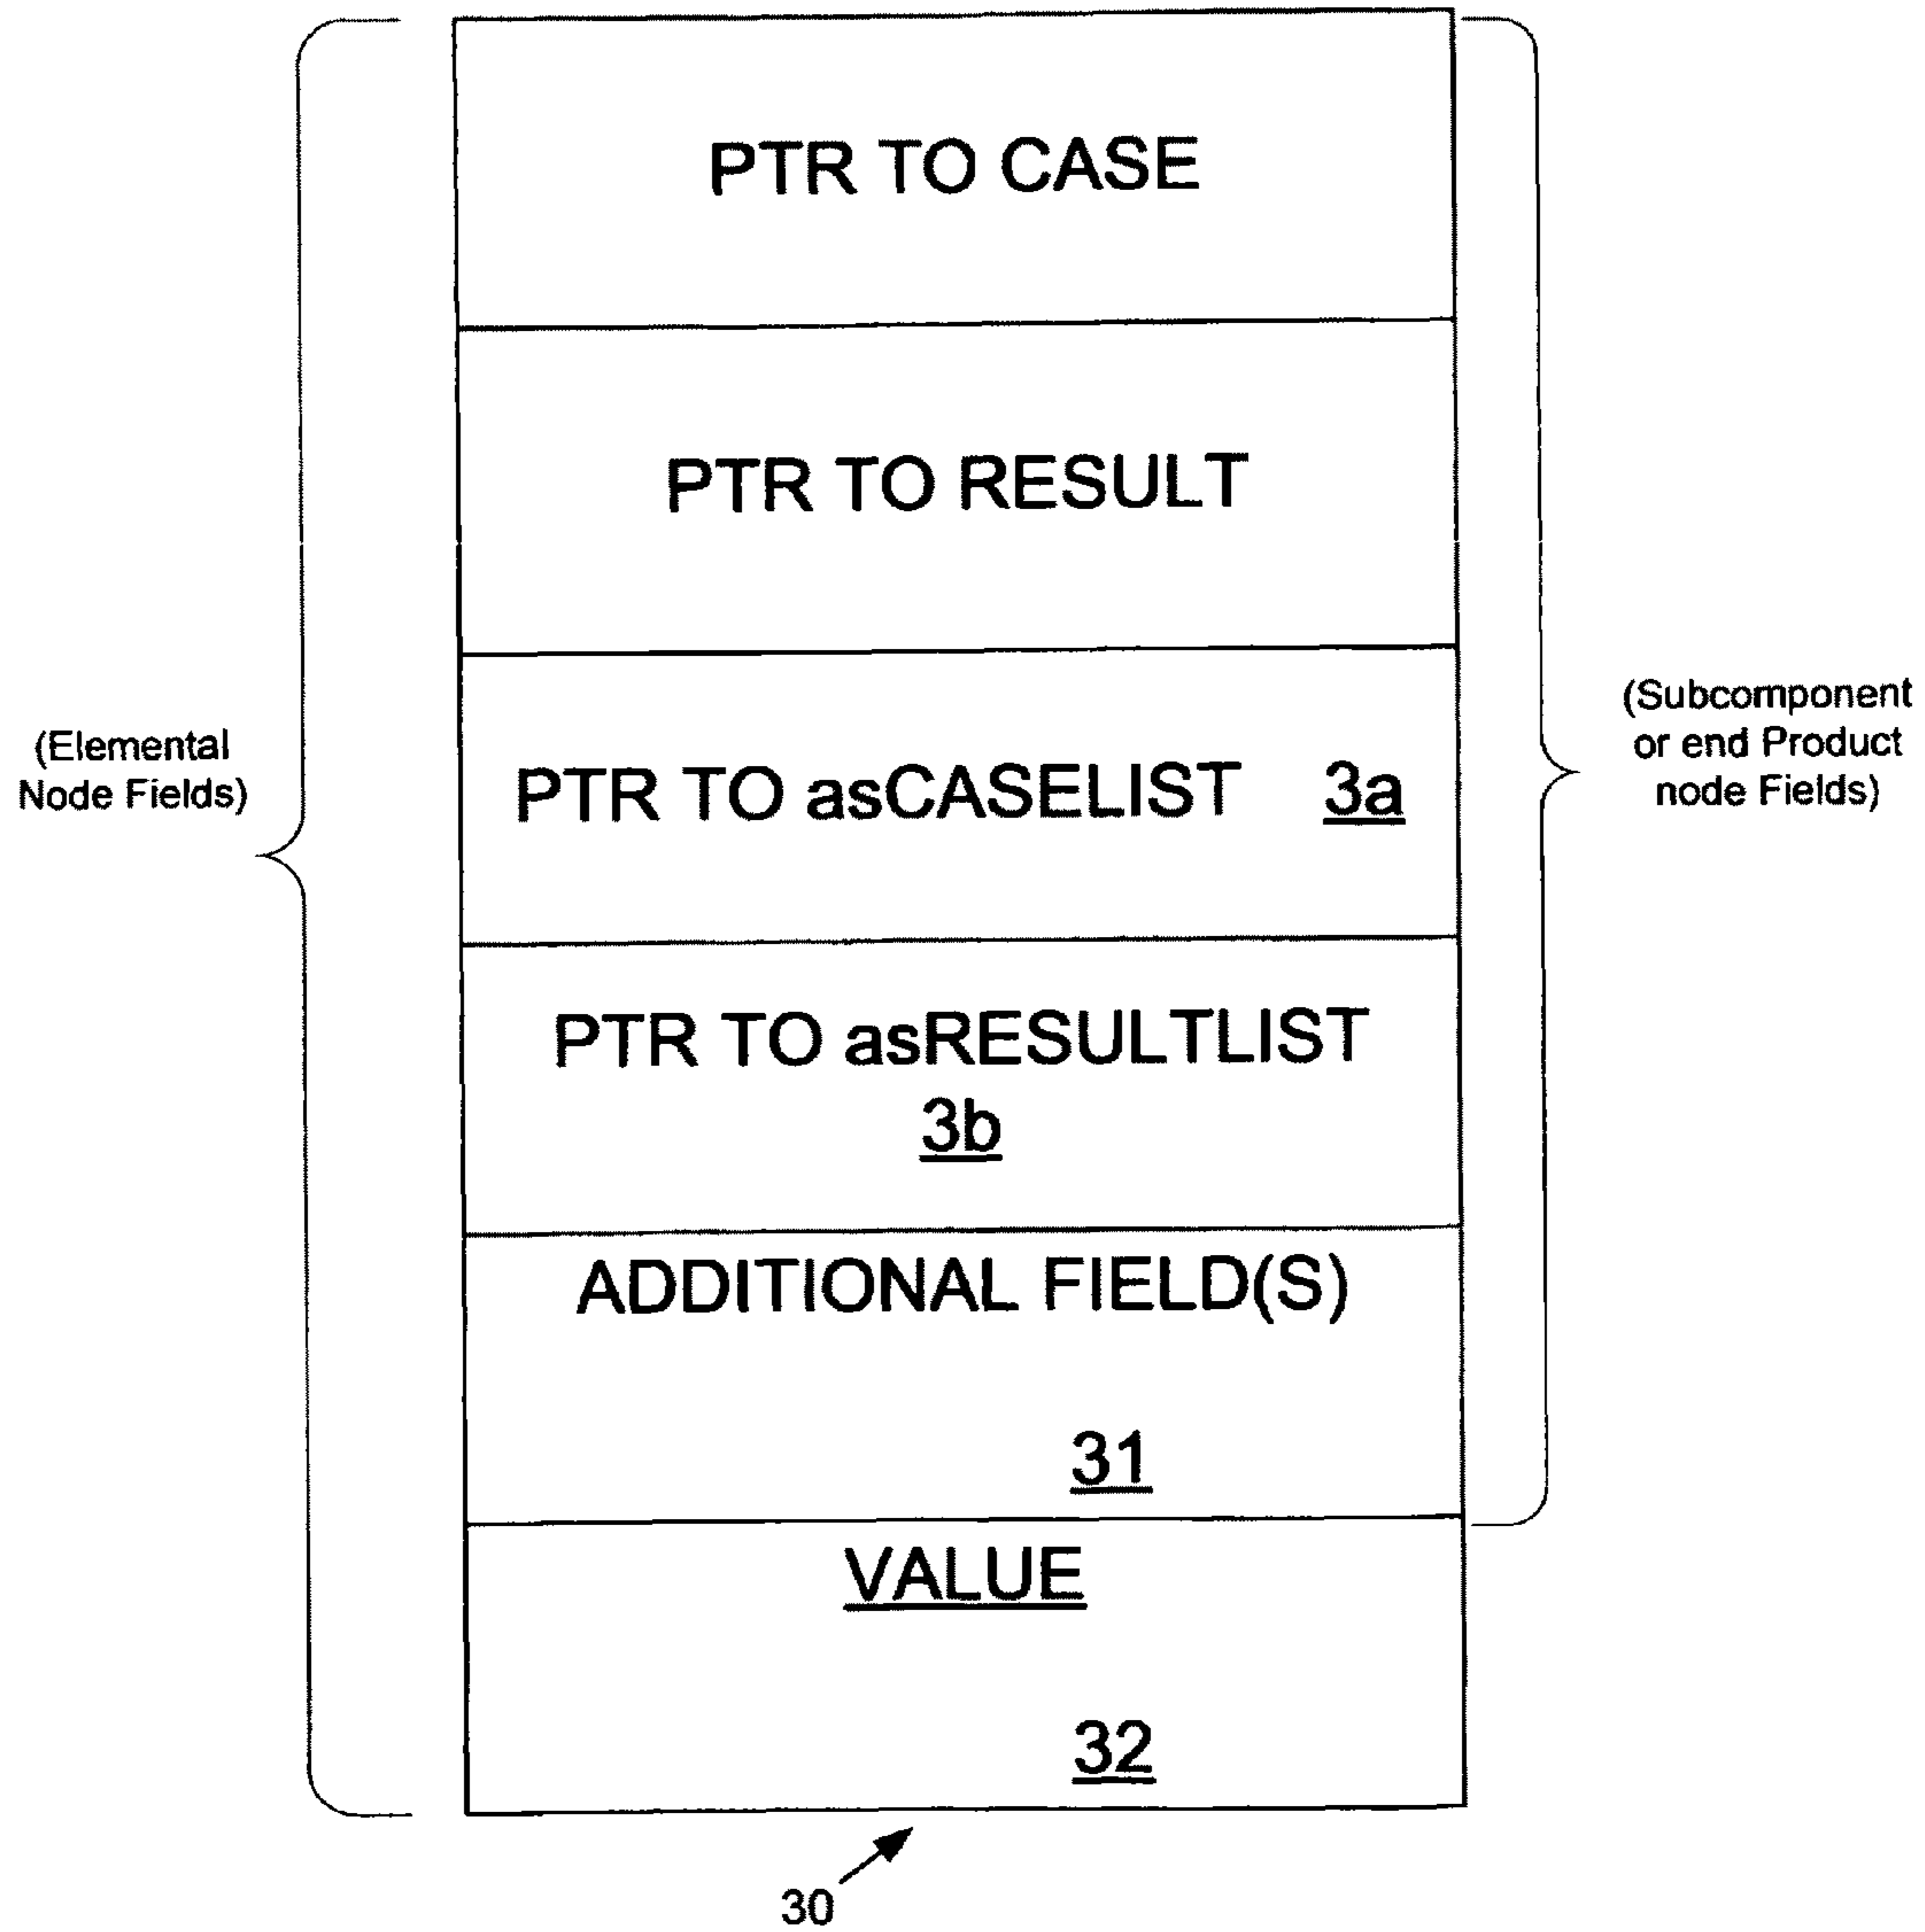 PTR TO CASE
PTR TO RESULT
(Elemental
Node Fields)
PTR TO asCASELIST 3a
(Subcomponent
or end Product
node Fields)
PTR TO asRESULTLIST
3b
ADDITIONAL FIELD(S)
31
VALUE
32
30